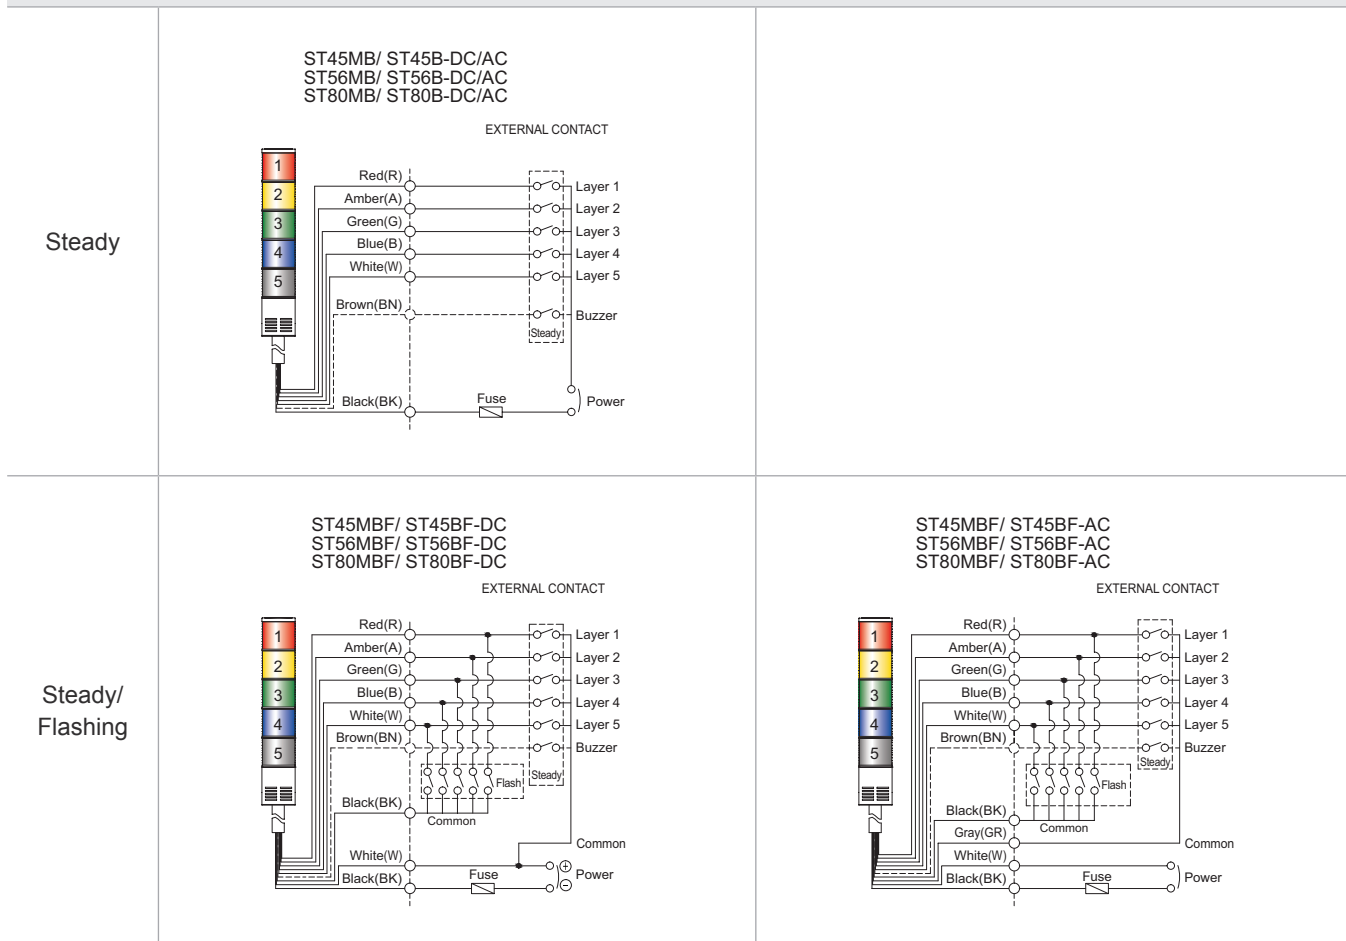 Steady
ST45MB/ ST45B-DC/AC
ST56MB/ ST56B-DC/AC
ST80MB/ ST80B-DC/AC
EXTERNAL CONTACT
1
2
3
4
5
Red(R)
Amber(A)
Green(G)
Blue(B)
White(W)
Brown(BN)
Black(BK)
Fuse
Layer 1
Layer 2
Layer 3
Layer 4
Layer 5
Buzzer
Steady
Power
Steady/
Flashing
ST45MBF/ ST45BF-DC
ST56MBF/ ST56BF-DC
ST80MBF/ ST80BF-DC
EXTERNAL CONTACT
1
2
3
4
5
Red(R)
Amber(A)
Green(G)
Blue(B)
White(W)
Brown(BN)
Black(BK)
White(W)
Black(BK)
Flash
Common
Fuse
Steady
Layer 1
Layer 2
Layer 3
Layer 4
Layer 5
Buzzer
Common
+
−
Power
ST45MBF/ ST45BF-AC
ST56MBF/ ST56BF-AC
ST80MBF/ ST80BF-AC
EXTERNAL CONTACT
1
2
3
4
5
Red(R)
Amber(A)
Green(G)
Blue(B)
White(W)
Brown(BN)
Black(BK)
Gray(GR)
White(W)
Black(BK)
Flash
Common
Fuse
Steady
Layer 1
Layer 2
Layer 3
Layer 4
Layer 5
Buzzer
Common
Power